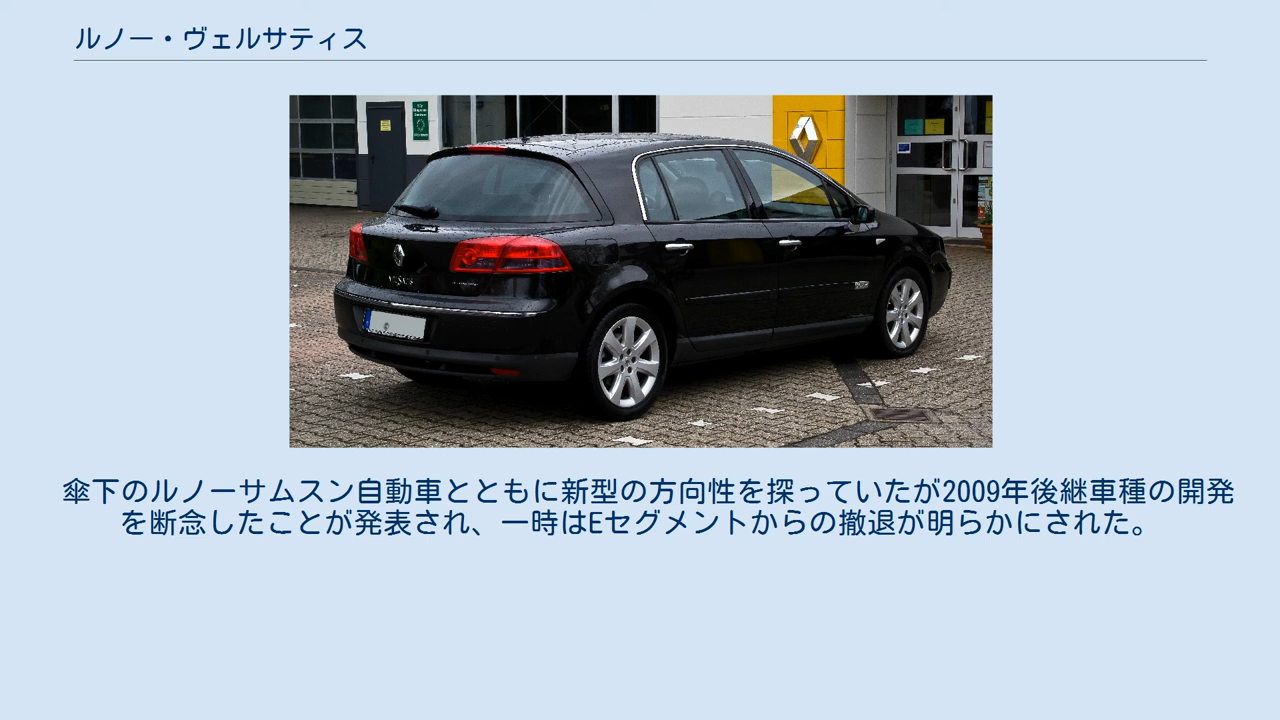 ルノー・ヴェルサティス
傘下のルノーサムスン自動車とともに新型の方向性を探っていたが2009年後継車種の開発
を断念したことが発表され、一時はEセグメントからの撤退が明らかにされた。